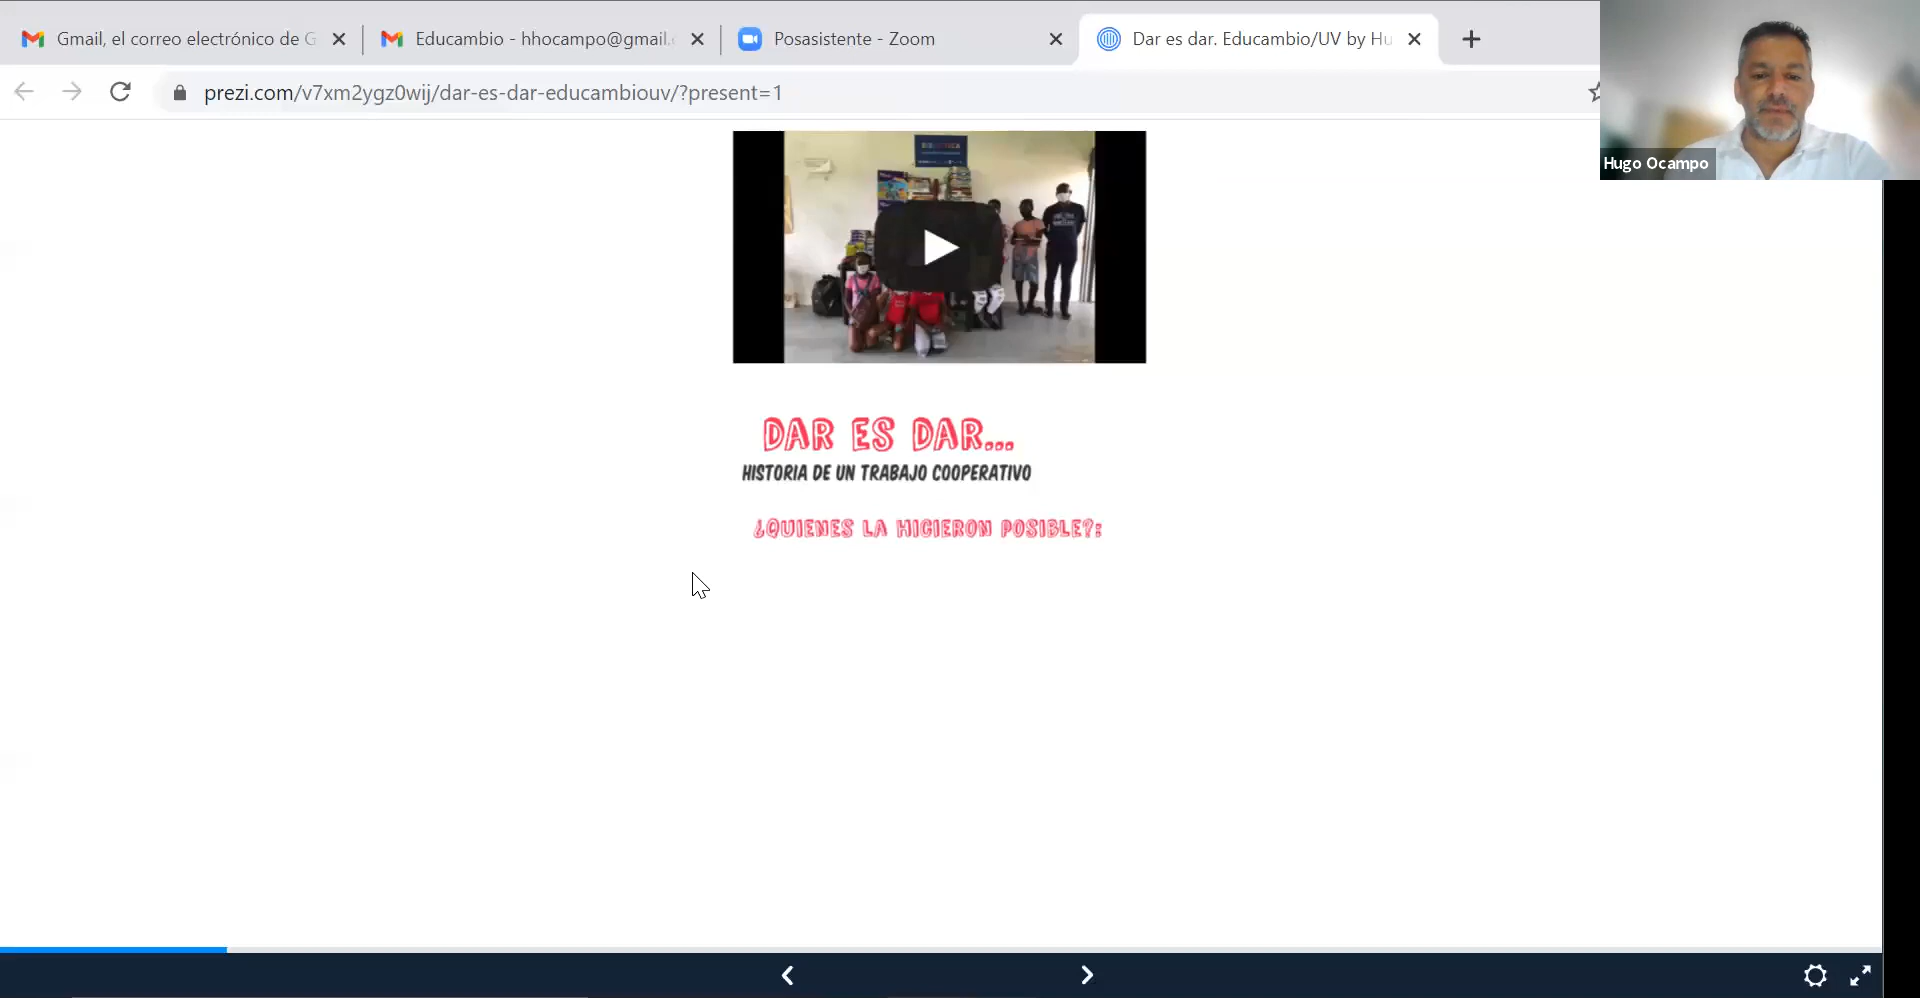 Gmail, el correo electrónico de G
Educambio - hhocampo@gmail.
Posasistente - Zoom
Dar es dar. Educambio/UV by Hu
prezi.com/v7xm2ygz0wij/dar-es-dar-educambiouv/?present=1
Hugo Ocampo
BIBLIOTECA
DAR ES DAR...
HISTORIA DE UN TRABAJO COOPERATIVO
¿QUIENES LA HICIERON POSIBLE?: